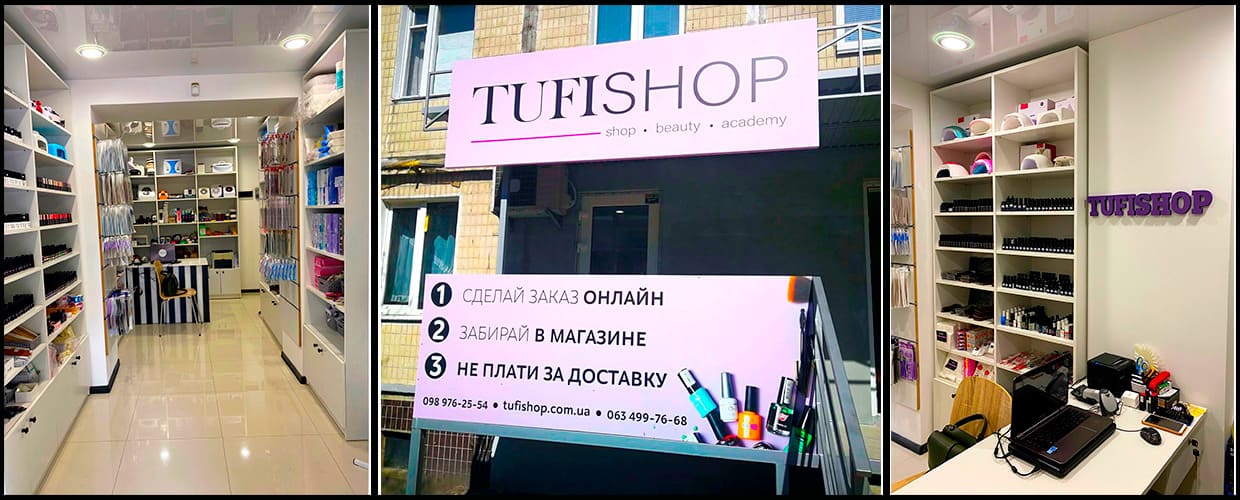 TUFISHOP
shop • beauty • academy
1 СДЕЛАЙ ЗАКАЗ ОНЛАЙН
2 ЗАБИРАЙ В МАГАЗИНЕ
3 НЕ ПЛАТИ ЗА ДОСТАВКУ
098 976-25-54 • tufishop.com.ua • 063 499-76-68
TUFISHOP